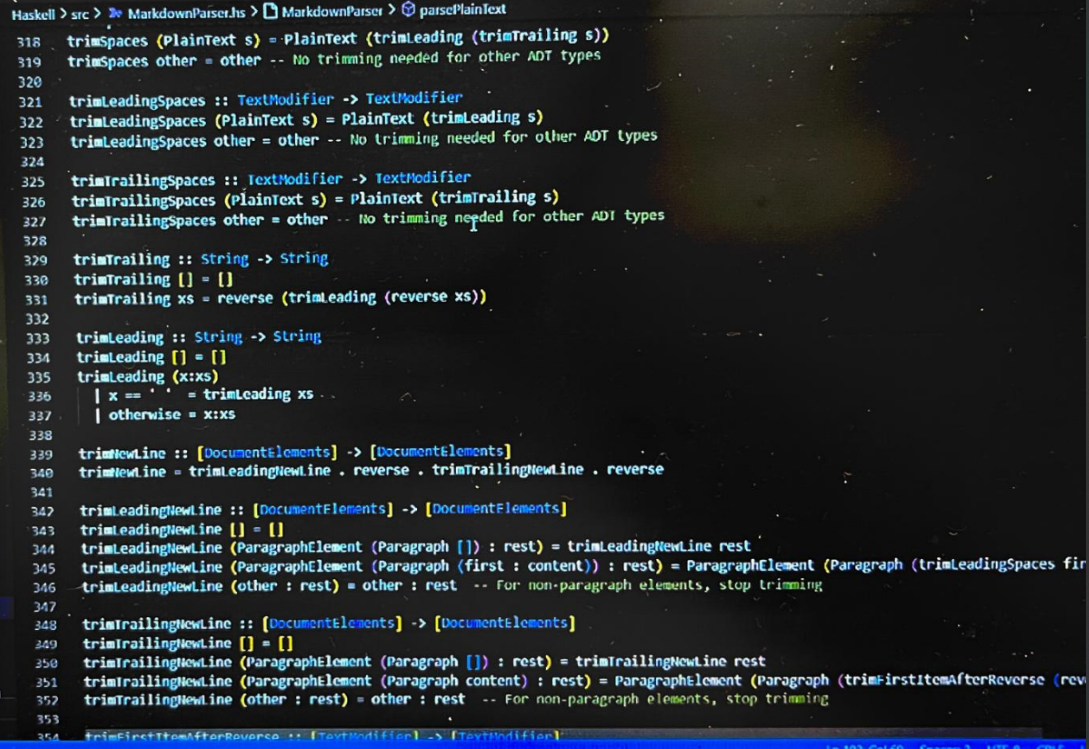 Haskell > src > MarkdownParser.hs > MarkdownParser > parsePlainText
318 trimSpaces (PlainText s) = PlainText (trimLeading (trimTrailing s))
319 trimSpaces other = other -- No trimming needed for other ADT types
320
321 trimLeadingSpaces :: TextModifier -> TextModifier
322 trimLeadingSpaces (PlainText s) = PlainText (trimLeading s)
323 trimLeadingSpaces other = other -- No trimming needed for other ADT types
324
325 trimTrailingSpaces :: TextModifier -> TextModifier
326 trimTrailingSpaces (PlainText s) = PlainText (trimTrailing s)
327 trimTrailingSpaces other = other -- No trimming needed for other ADT types
328
329 trimTrailing :: String -> String
330 trimTrailing [] = []
331 trimTrailing xs = reverse (trimLeading (reverse xs))
332
333 trimLeading :: String -> String
334 trimLeading [] = []
335 trimLeading (x:xs)
336 | x == ' ' = trimLeading xs
337 | otherwise = x:xs
338
339 trimNewLine :: [DocumentElements] -> [DocumentElements]
340 trimNewLine = trimLeadingNewLine . reverse . trimTrailingNewLine . reverse
341
342 trimLeadingNewLine :: [DocumentElements] -> [DocumentElements]
343 trimLeadingNewLine [] = []
344 trimLeadingNewLine (ParagraphElement (Paragraph []) : rest) = trimLeadingNewLine rest
345 trimLeadingNewLine (ParagraphElement (Paragraph (first : content)) : rest) = ParagraphElement (Paragraph (trimLeadingSpaces fir
346 trimLeadingNewLine (other : rest) = other : rest -- For non-paragraph elements, stop trimming
347
348 trimTrailingNewLine :: [DocumentElements] -> [DocumentElements]
349 trimTrailingNewLine [] = []
350 trimTrailingNewLine (ParagraphElement (Paragraph []) : rest) = trimTrailingNewLine rest
351 trimTrailingNewLine (ParagraphElement (Paragraph content) : rest) = ParagraphElement (Paragraph (trimFirstItemAfterReverse (rev
352 trimTrailingNewLine (other : rest) = other : rest -- For non-paragraph elements, stop trimming
353
354 trimFirstItemAfterReverse :: [TextModifier] -> [TextModifier]